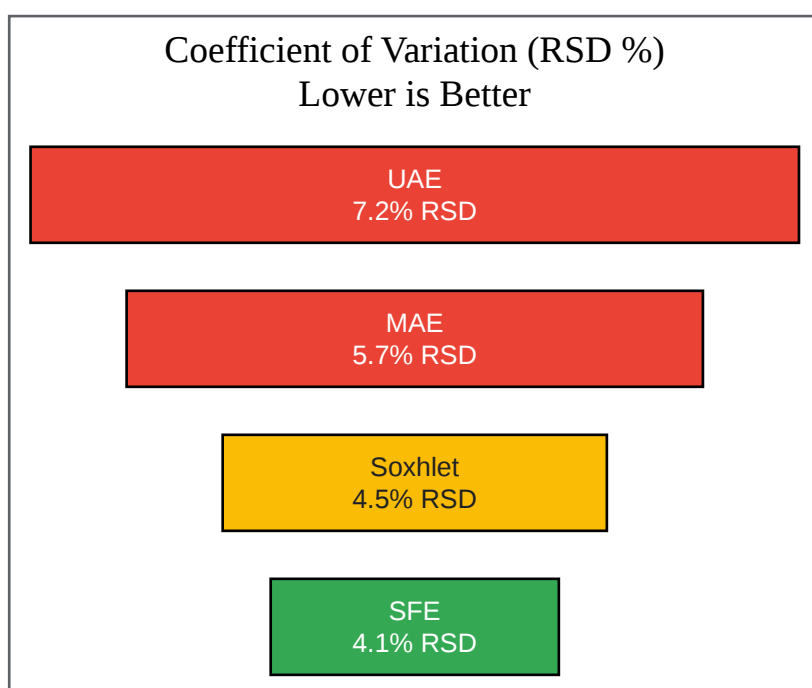 Coefficient of Variation (RSD %)
Lower is Better
UAE
7.2% RSD
MAE
5.7% RSD
Soxhlet
4.5% RSD
SFE
4.1% RSD